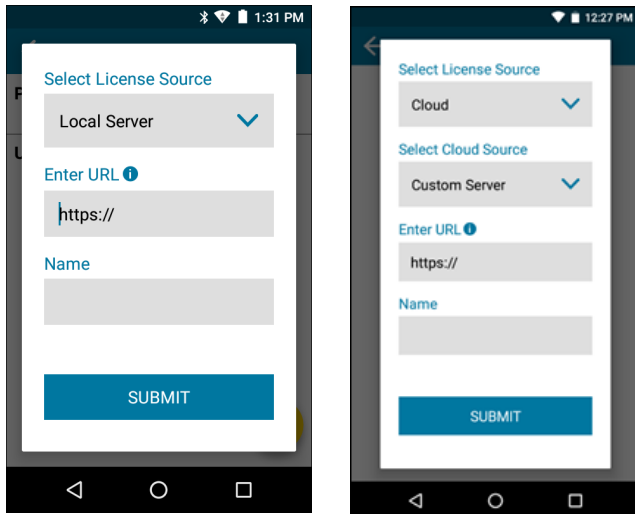 1:31 PM
Select License Source
Local Server
Enter URL
https://
Name
SUBMIT
12:27 PM
Select License Source
Cloud
Select Cloud Source
Custom Server
Enter URL
https://
Name
SUBMIT